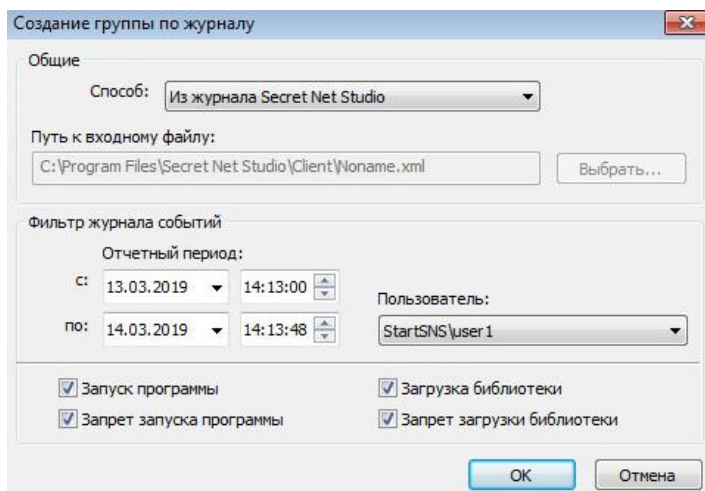 Создание группы по журналу
Общие
Способ: Из журнала Secret Net Studio
Путь к входному файлу:
C:\Program Files\Secret Net Studio\Client\Noname.xml Выбрать...
Фильтр журнала событий
Отчетный период:
с: 13.03.2019 14:13:00
Пользователь:
по: 14.03.2019 14:13:48 StartSNS\user1
Запуск программы Загрузка библиотеки
Запрет запуска программы Запрет загрузки библиотеки
OK Отмена